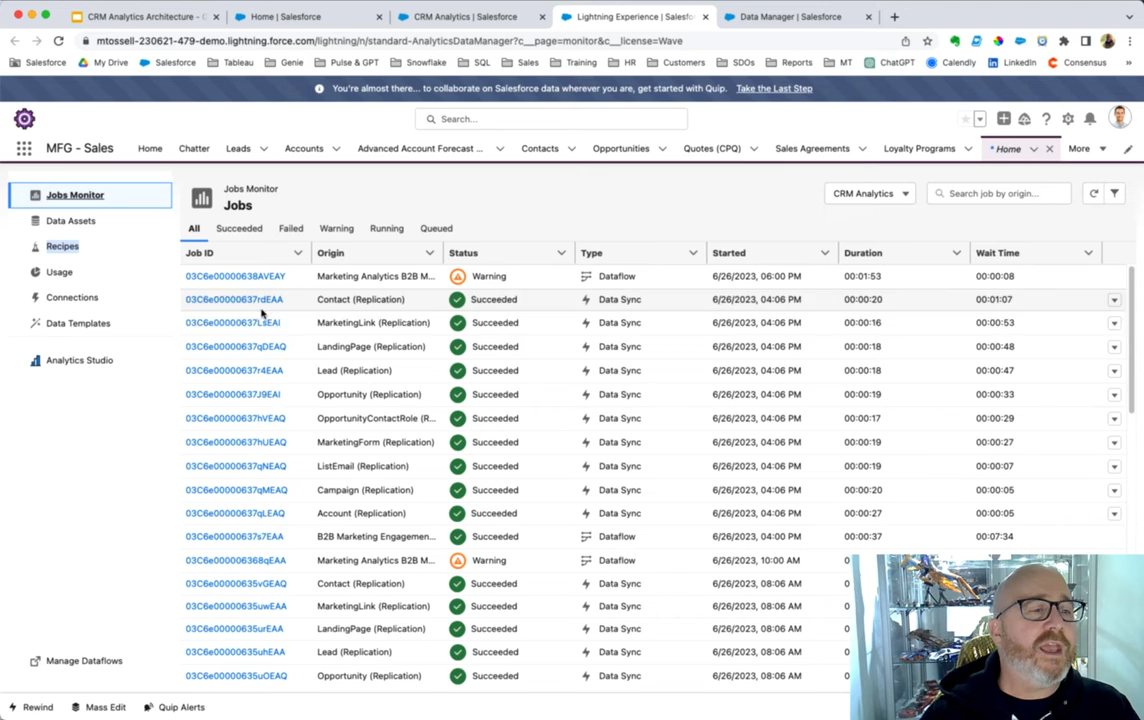 CRM Analytics Architecture - G
Home | Salesforce
CRM Analytics | Salesforce
Lightning Experience | Salesfo
Data Manager | Salesforce
mtossell-230621-479-demo.lightning.force.com/lightning/n/standard-AnalyticsDataManager?c__page=monitor&c__license=Wave
Salesforce My Drive Salesforce Tableau Genie Pulse & GPT Snowflake SQL Sales Training HR Customers SDOs Reports MT ChatGPT Calendly LinkedIn Consensus »
You're almost there... to collaborate on Salesforce data wherever you are, get started with Quip. Take the Last Step
Search...
MFG - Sales Home Chatter Leads Accounts Advanced Account Forecast ... Contacts Opportunities Quotes (CPQ) Sales Agreements Loyalty Programs * Home More
Jobs Monitor
Data Assets
Recipes
Usage
Connections
Data Templates
Analytics Studio
Manage Dataflows
Jobs Monitor
Jobs
CRM Analytics
Search job by origin...
All Succeeded Failed Warning Running Queued
Job ID Origin Status Type Started Duration Wait Time
03C6e00000638AVEAY Marketing Analytics B2B M... Warning Dataflow 6/26/2023, 06:00 PM 00:01:53 00:00:08
03C6e00000637rdEAA Contact (Replication) Succeeded Data Sync 6/26/2023, 04:06 PM 00:00:20 00:01:07
03C6e00000637LsEAI MarketingLink (Replication) Succeeded Data Sync 6/26/2023, 04:06 PM 00:00:16 00:00:53
03C6e00000637qDEAQ LandingPage (Replication) Succeeded Data Sync 6/26/2023, 04:06 PM 00:00:18 00:00:48
03C6e00000637r4EAA Lead (Replication) Succeeded Data Sync 6/26/2023, 04:06 PM 00:00:18 00:00:47
03C6e00000637J9EAI Opportunity (Replication) Succeeded Data Sync 6/26/2023, 04:06 PM 00:00:19 00:00:33
03C6e00000637hVEAQ OpportunityContactRole (R... Succeeded Data Sync 6/26/2023, 04:06 PM 00:00:17 00:00:29
03C6e00000637hUEAQ MarketingForm (Replication) Succeeded Data Sync 6/26/2023, 04:06 PM 00:00:19 00:00:27
03C6e00000637qNEAQ ListEmail (Replication) Succeeded Data Sync 6/26/2023, 04:06 PM 00:00:19 00:00:07
03C6e00000637qMEAQ Campaign (Replication) Succeeded Data Sync 6/26/2023, 04:06 PM 00:00:20 00:00:05
03C6e00000637qLEAQ Account (Replication) Succeeded Data Sync 6/26/2023, 04:06 PM 00:00:27 00:00:05
03C6e00000637s7EAA B2B Marketing Engagemen... Succeeded Dataflow 6/26/2023, 04:06 PM 00:00:37 00:07:34
03C6e00000636 8qEAA Marketing Analytics B2B M... Warning Dataflow 6/26/2023, 10:00 AM 0
03C6e00000635vGEAQ Contact (Replication) Succeeded Data Sync 6/26/2023, 08:06 AM 0
03C6e00000635uwEAA MarketingLink (Replication) Succeeded Data Sync 6/26/2023, 08:06 AM 0
03C6e00000635urEAA LandingPage (Replication) Succeeded Data Sync 6/26/2023, 08:06 AM 0
03C6e00000635uhEAA Lead (Replication) Succeeded Data Sync 6/26/2023, 08:06 AM 0
03C6e00000635uOEAQ Opportunity (Replication) Succeeded Data Sync 6/26/2023, 08:06 AM 0
Rewind Mass Edit Quip Alerts